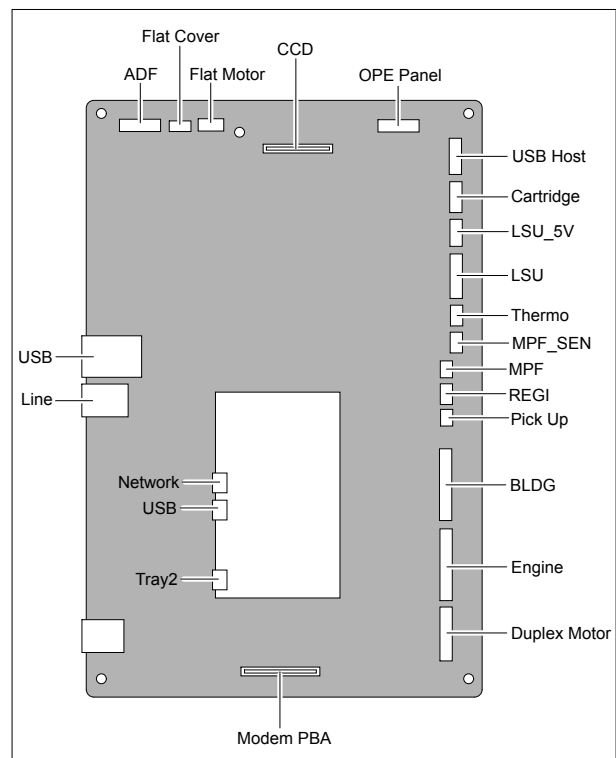 Flat Cover
CCD
ADF
Flat Motor
OPE Panel
USB Host
Cartridge
LSU_5V
LSU
Thermo
MPF_SEN
USB
MPF
Line
REGI
Pick Up
Network
BLDG
USB
Engine
Tray2
Duplex Motor
Modem PBA